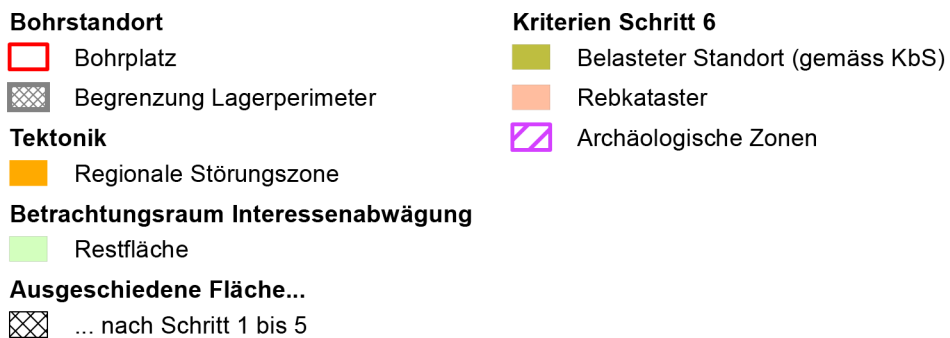 Bohrstandort
Bohrplatz
Begrenzung Lagerperimeter
Tektonik
Regionale Störungszone
Betrachtungsraum Interessenabwägung
Restfläche
Ausgeschiedene Fläche...
... nach Schritt 1 bis 5
Kriterien Schritt 6
Belasteter Standort (gemäss KbS)
Rebkataster
Archäologische Zonen